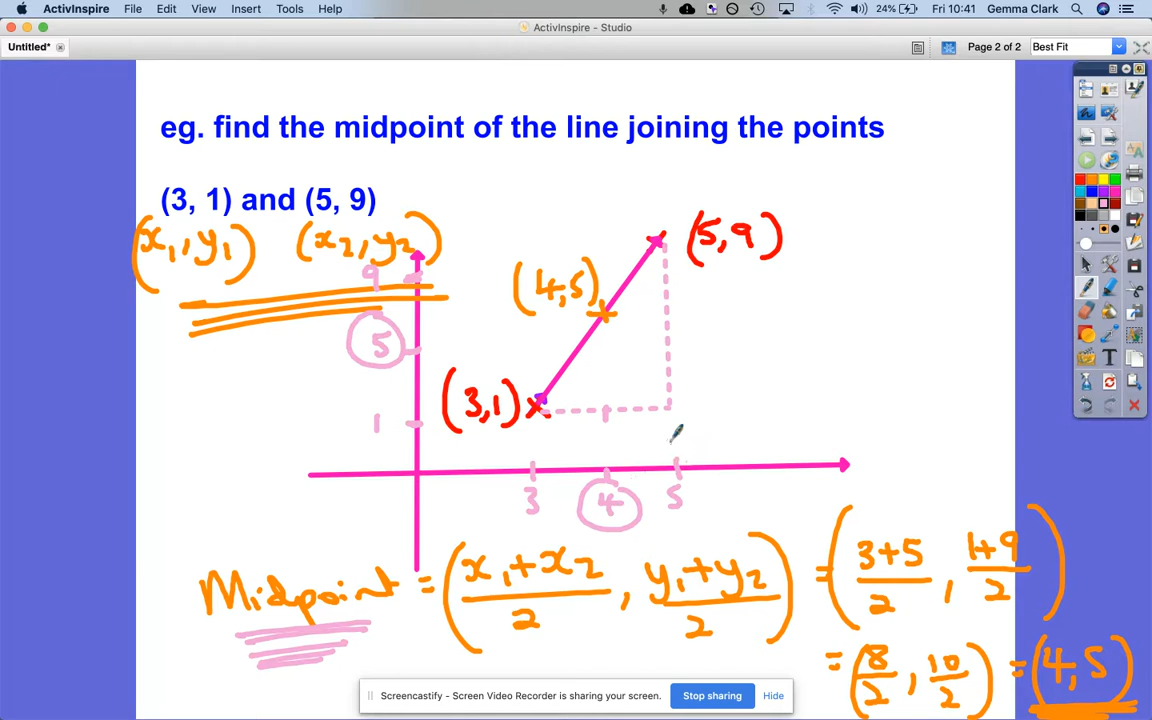 ActivInspire File Edit View Insert Tools Help 24% Fri 10:41 Gemma Clark
ActivInspire - Studio
Untitled* Page 2 of 2 Best Fit
eg. find the midpoint of the line joining the points
(3, 1) and (5, 9)
(x₁, y₁) (x₂, y₂)
(5, 9)
9
(4, 5)
5
(3, 1)
1
3 4 5
Midpoint = ((x₁+x₂)/2, (y₁+y₂)/2) = ((3+5)/2, (1+9)/2)
= (8/2, 10/2) = (4, 5)
Screencastify - Screen Video Recorder is sharing your screen. Stop sharing Hide